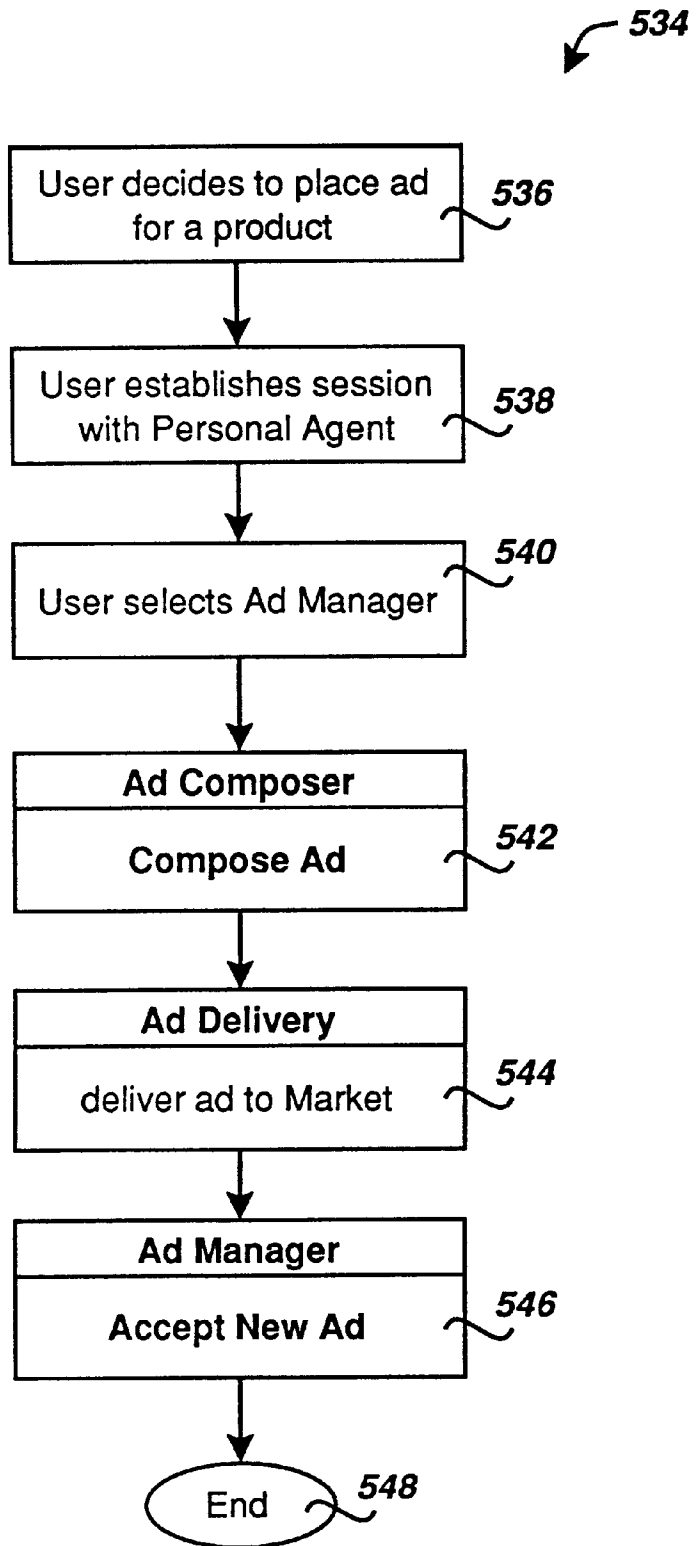 534
User decides to place ad
for a product
536
User establishes session
with Personal Agent
538
540
User selects Ad Manager
Ad Composer
Compose Ad
542
Ad Delivery
deliver ad to Market
544
Ad Manager
Accept New Ad
546
End
548